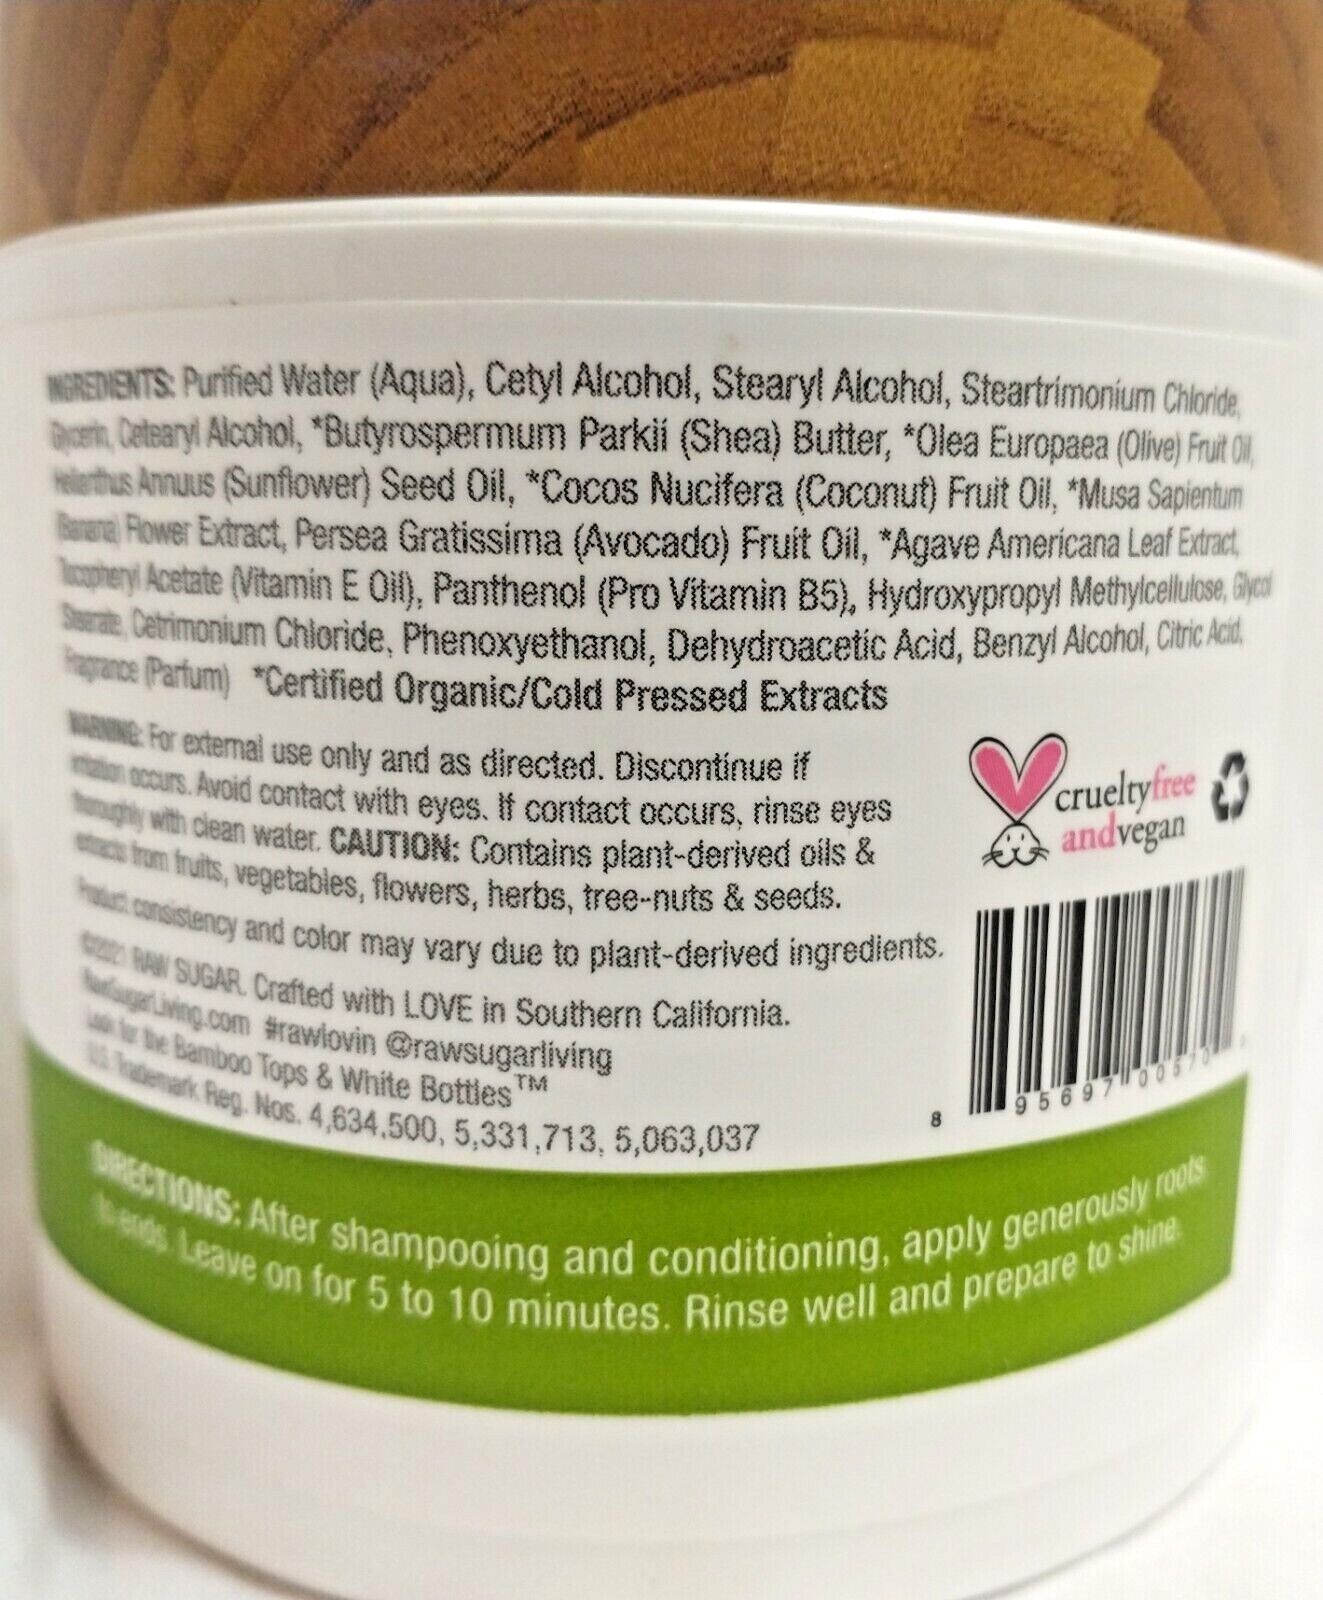 INGREDIENTS: Purified Water (Aqua), Cetyl Alcohol, Stearyl Alcohol, Steartrimonium Chloride,
Glycerin, Cetearyl Alcohol, *Butyrospermum Parkii (Shea) Butter, *Olea Europaea (Olive) Fruit Oil,
Helianthus Annuus (Sunflower) Seed Oil, *Cocos Nucifera (Coconut) Fruit Oil, *Musa Sapientum
(Banana) Flower Extract, Persea Gratissima (Avocado) Fruit Oil, *Agave Americana Leaf Extract,
Tocopheryl Acetate (Vitamin E Oil), Panthenol (Pro Vitamin B5), Hydroxypropyl Methylcellulose, Glycol
Stearate, Cetrimonium Chloride, Phenoxyethanol, Dehydroacetic Acid, Benzyl Alcohol, Citric Acid,
Fragrance (Parfum) *Certified Organic/Cold Pressed Extracts
WARNING: For external use only and as directed. Discontinue if
irritation occurs. Avoid contact with eyes. If contact occurs, rinse eyes
thoroughly with clean water. CAUTION: Contains plant-derived oils &
extracts from fruits, vegetables, flowers, herbs, tree-nuts & seeds.
Product consistency and color may vary due to plant-derived ingredients.
©2021 RAW SUGAR. Crafted with LOVE in Southern California.
RawSugarLiving.com #rawlovin @rawsugarliving
Look for the Bamboo Tops & White Bottles™
U.S. Trademark Reg. Nos. 4,634,500, 5,331,713, 5,063,037
crueltyfree
andvegan
8 95697 00570
DIRECTIONS: After shampooing and conditioning, apply generously roots
to ends. Leave on for 5 to 10 minutes. Rinse well and prepare to shine.